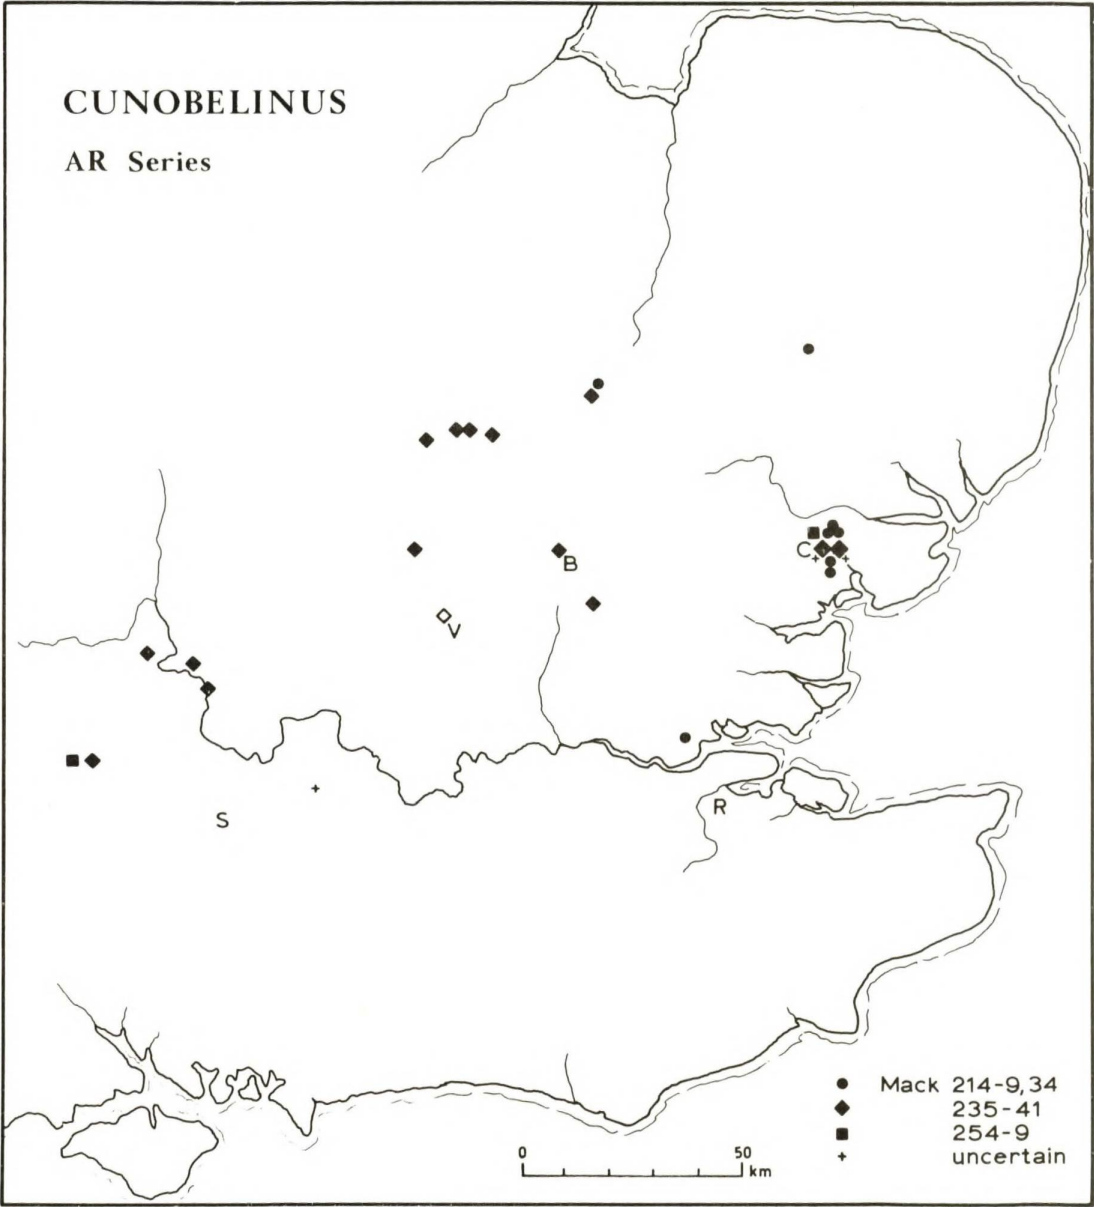 CUNOBELINUS
AR Series
C
B
V
R
S
Mack 214-9,34
235-41
254-9
uncertain
0 50
km